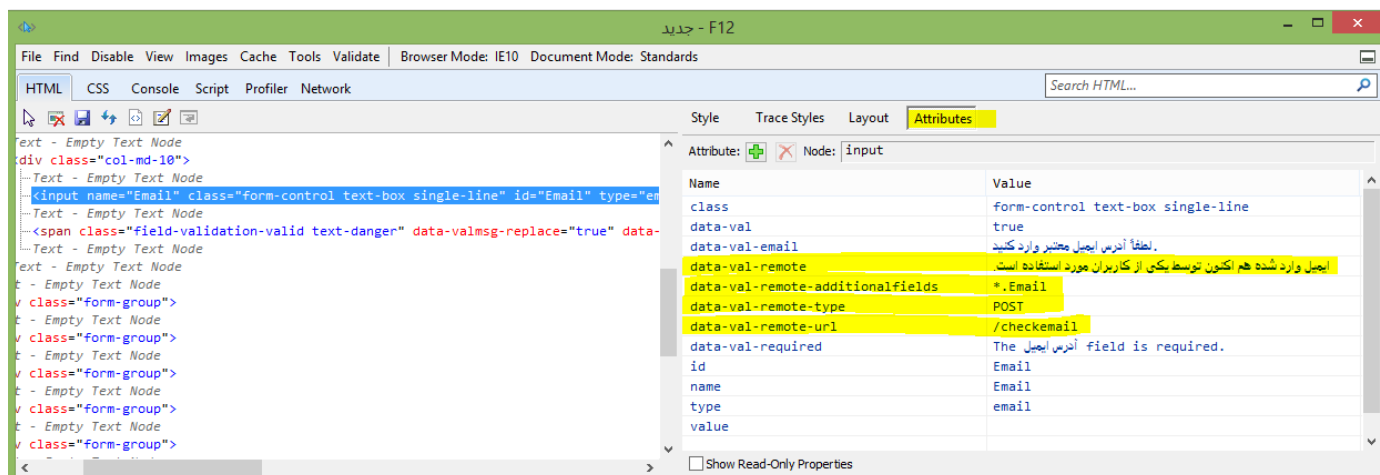 F12 - جدید
File Find Disable View Images Cache Tools Validate Browser Mode: IE10 Document Mode: Standards
HTML CSS Console Script Profiler Network
Search HTML...
Style Trace Styles Layout Attributes
Attribute: Node: input
Text - Empty Text Node
<div class="col-md-10">
Text - Empty Text Node
<input name="Email" class="form-control text-box single-line" id="Email" type="em
Text - Empty Text Node
<span class="field-validation-valid text-danger" data-valmsg-replace="true" data-
Text - Empty Text Node
Text - Empty Text Node
t - Empty Text Node
v class="form-group">
t - Empty Text Node
v class="form-group">
t - Empty Text Node
v class="form-group">
t - Empty Text Node
v class="form-group">
t - Empty Text Node
v class="form-group">
Name Value
class form-control text-box single-line
data-val true
data-val-email لطفاً آدرس ایمیل معتبر وارد کنید.
data-val-remote ایمیل وارد شده هم اکنون توسط یکی از کاربران مورد استفاده است.
data-val-remote-additionalfields *.Email
data-val-remote-type POST
data-val-remote-url /checkemail
data-val-required The آدرس ایمیل field is required.
id Email
name Email
type email
value
Show Read-Only Properties